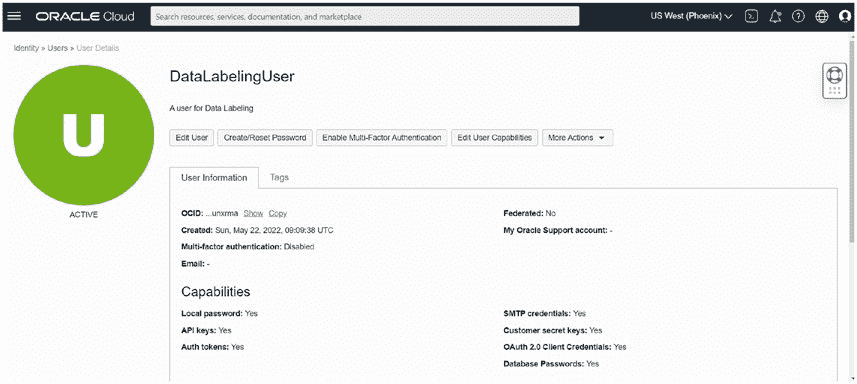 ORACLE Cloud
Search resources, services, documentation, and marketplace
US West (Phoenix)
Identity » Users » User Details
U
ACTIVE
DataLabelingUser
A user for Data Labeling
Edit User
Create/Reset Password
Enable Multi-Factor Authentication
Edit User Capabilities
More Actions
User Information
Tags
OCID: ...unxrma Show Copy
Created: Sun, May 22, 2022, 09:09:38 UTC
Multi-factor authentication: Disabled
Email: -
Federated: No
My Oracle Support account: -
Capabilities
Local password: Yes
API keys: Yes
Auth tokens: Yes
SMTP credentials: Yes
Customer secret keys: Yes
OAuth 2.0 Client Credentials: Yes
Database Passwords: Yes